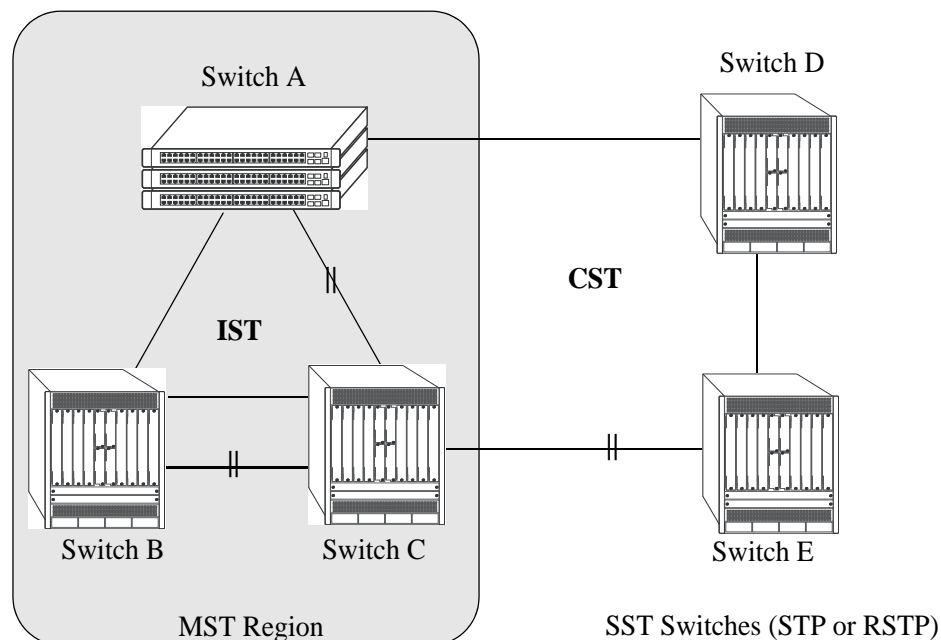 Switch A
Switch D
CST
IST
Switch B
Switch C
Switch E
MST Region
SST Switches (STP or RSTP)